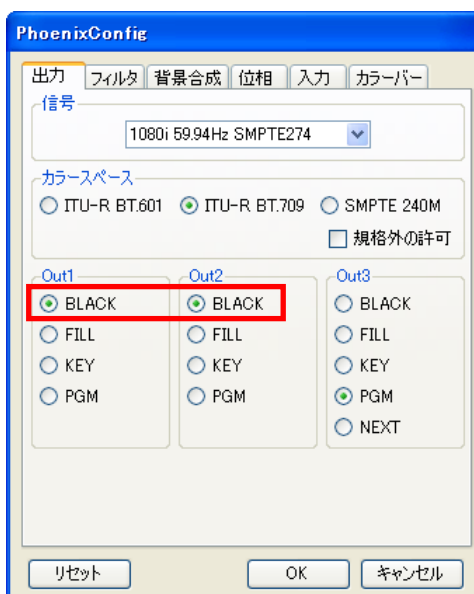 PhoenixConfig
出力 フィルタ 背景合成 位相 入力 カラーバー
信号
1080i 59.94Hz SMPTE274
カラースペース
ITU-R BT.601 ITU-R BT.709 SMPTE 240M
規格外の許可
Out1 Out2 Out3
BLACK BLACK BLACK
FILL FILL FILL
KEY KEY KEY
PGM PGM PGM
NEXT
リセット OK キャンセル